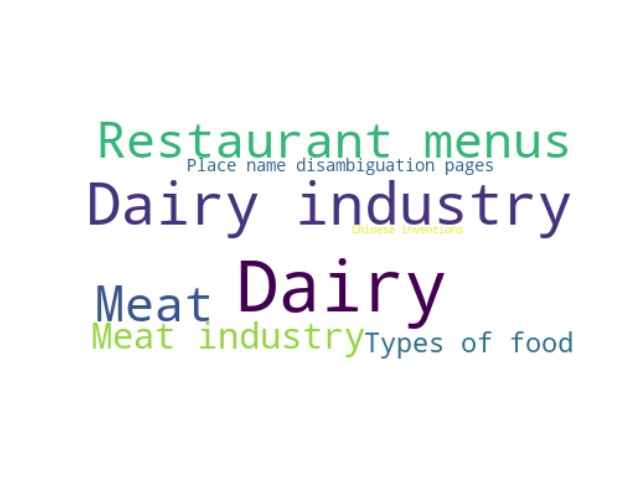 Restaurant menus
Place name disambiguation pages
Dairy industry
Chinese inventions
Dairy
Meat
Meat industry
Types of food